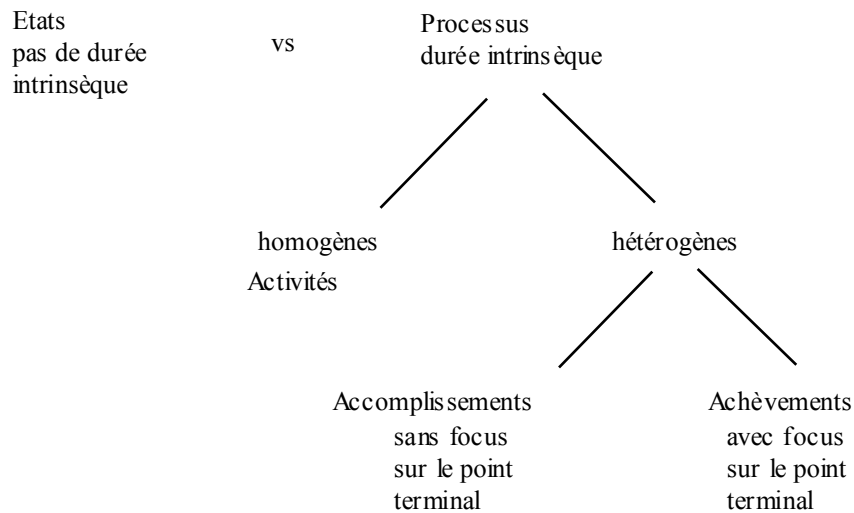 Etats
pas de durée
intrinsèque
vs
Processus
durée intrinsèque
homogènes
Activités
hétérogènes
Accomplissements
sans focus
sur le point
terminal
Achèvements
avec focus
sur le point
terminal